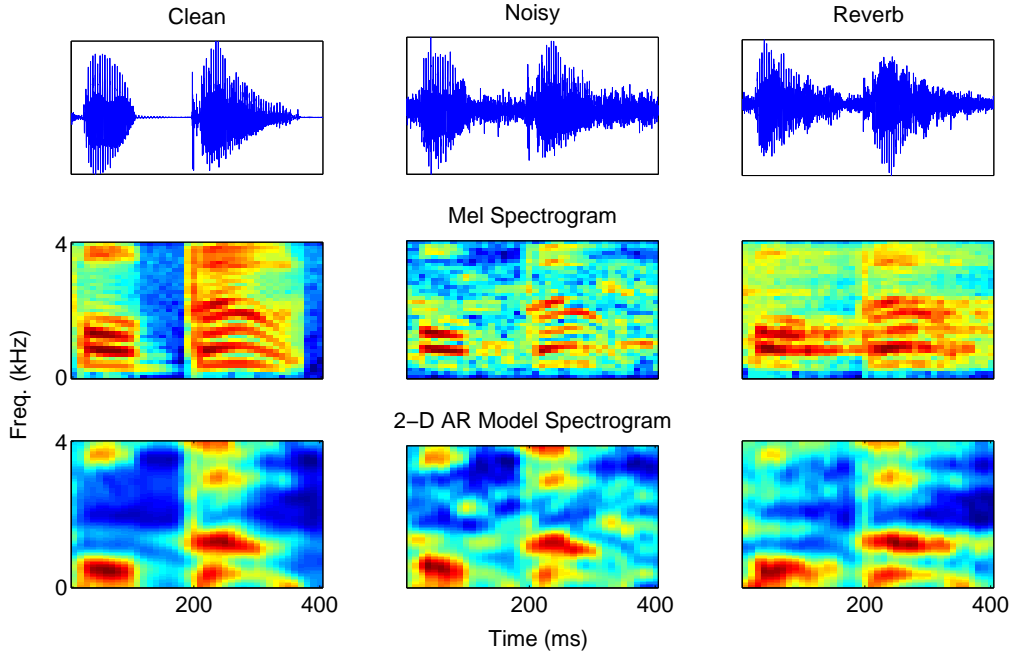 Clean
Noisy
Reverb
Mel Spectrogram
4
0
Freq. (kHz)
2−D AR Model Spectrogram
4
0
200
400
200
400
200
400
Time (ms)